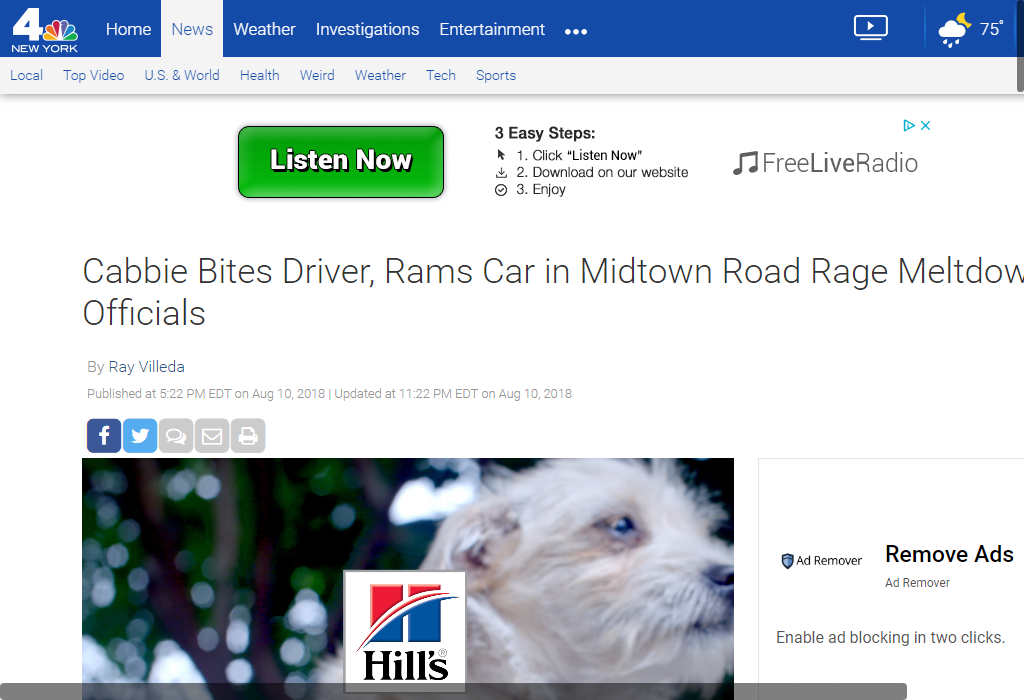 4
NEW YORK
Home
News
Weather
Investigations
Entertainment
75°
Local
Top Video
U.S. & World
Health
Weird
Weather
Tech
Sports
Listen Now
3 Easy Steps:
1. Click "Listen Now"
2. Download on our website
3. Enjoy
FreeLiveRadio
Cabbie Bites Driver, Rams Car in Midtown Road Rage Meltdow
Officials
By Ray Villeda
Published at 5:22 PM EDT on Aug 10, 2018 | Updated at 11:22 PM EDT on Aug 10, 2018
H
Hill's®
Ad Remover
Remove Ads
Ad Remover
Enable ad blocking in two clicks.